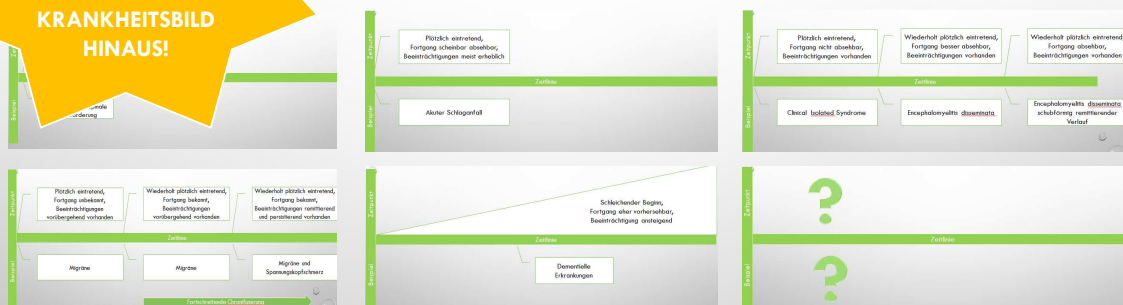 KRANKHEITSBILD
HINAUS!
Plötzlich eintretend,
Fortgang scheinbar absehbar,
Beeinträchtigungen meist erheblich
Zeitpunkt
Zeitlinie
Beispiel
Akuter Schlaganfall
Plötzlich eintretend,
Fortgang nicht absehbar,
Beeinträchtigungen vorhanden
Wiederholt plötzlich eintretend,
Fortgang besser absehbar,
Beeinträchtigungen vorhanden
Wiederholt plötzlich eintretend,
Fortgang absehbar,
Beeinträchtigungen vorhanden
Zeitpunkt
Zeitlinie
Beispiel
Clinical Isolated Syndrome
Encephalomyelitis disseminata
Encephalomyelitis disseminata
schubförmig remittierender
Verlauf
Plötzlich eintretend,
Fortgang unbekannt,
Beeinträchtigungen
vorübergehend vorhanden
Wiederholt plötzlich eintretend,
Fortgang bekannt,
Beeinträchtigungen
vorübergehend vorhanden
Wiederholt plötzlich eintretend,
Fortgang bekannt,
Beeinträchtigungen remittierend
und persistierend vorhanden
Zeitpunkt
Zeitlinie
Beispiel
Migräne
Migräne
Migräne und
Spannungskopfschmerz
Fortschreitende Chronifizierung
Schleichender Beginn,
Fortgang eher vorhersehbar,
Beeinträchtigung ansteigend
Zeitpunkt
Zeitlinie
Beispiel
Dementielle
Erkrankungen
?
Zeitpunkt
Zeitlinie
Beispiel
?